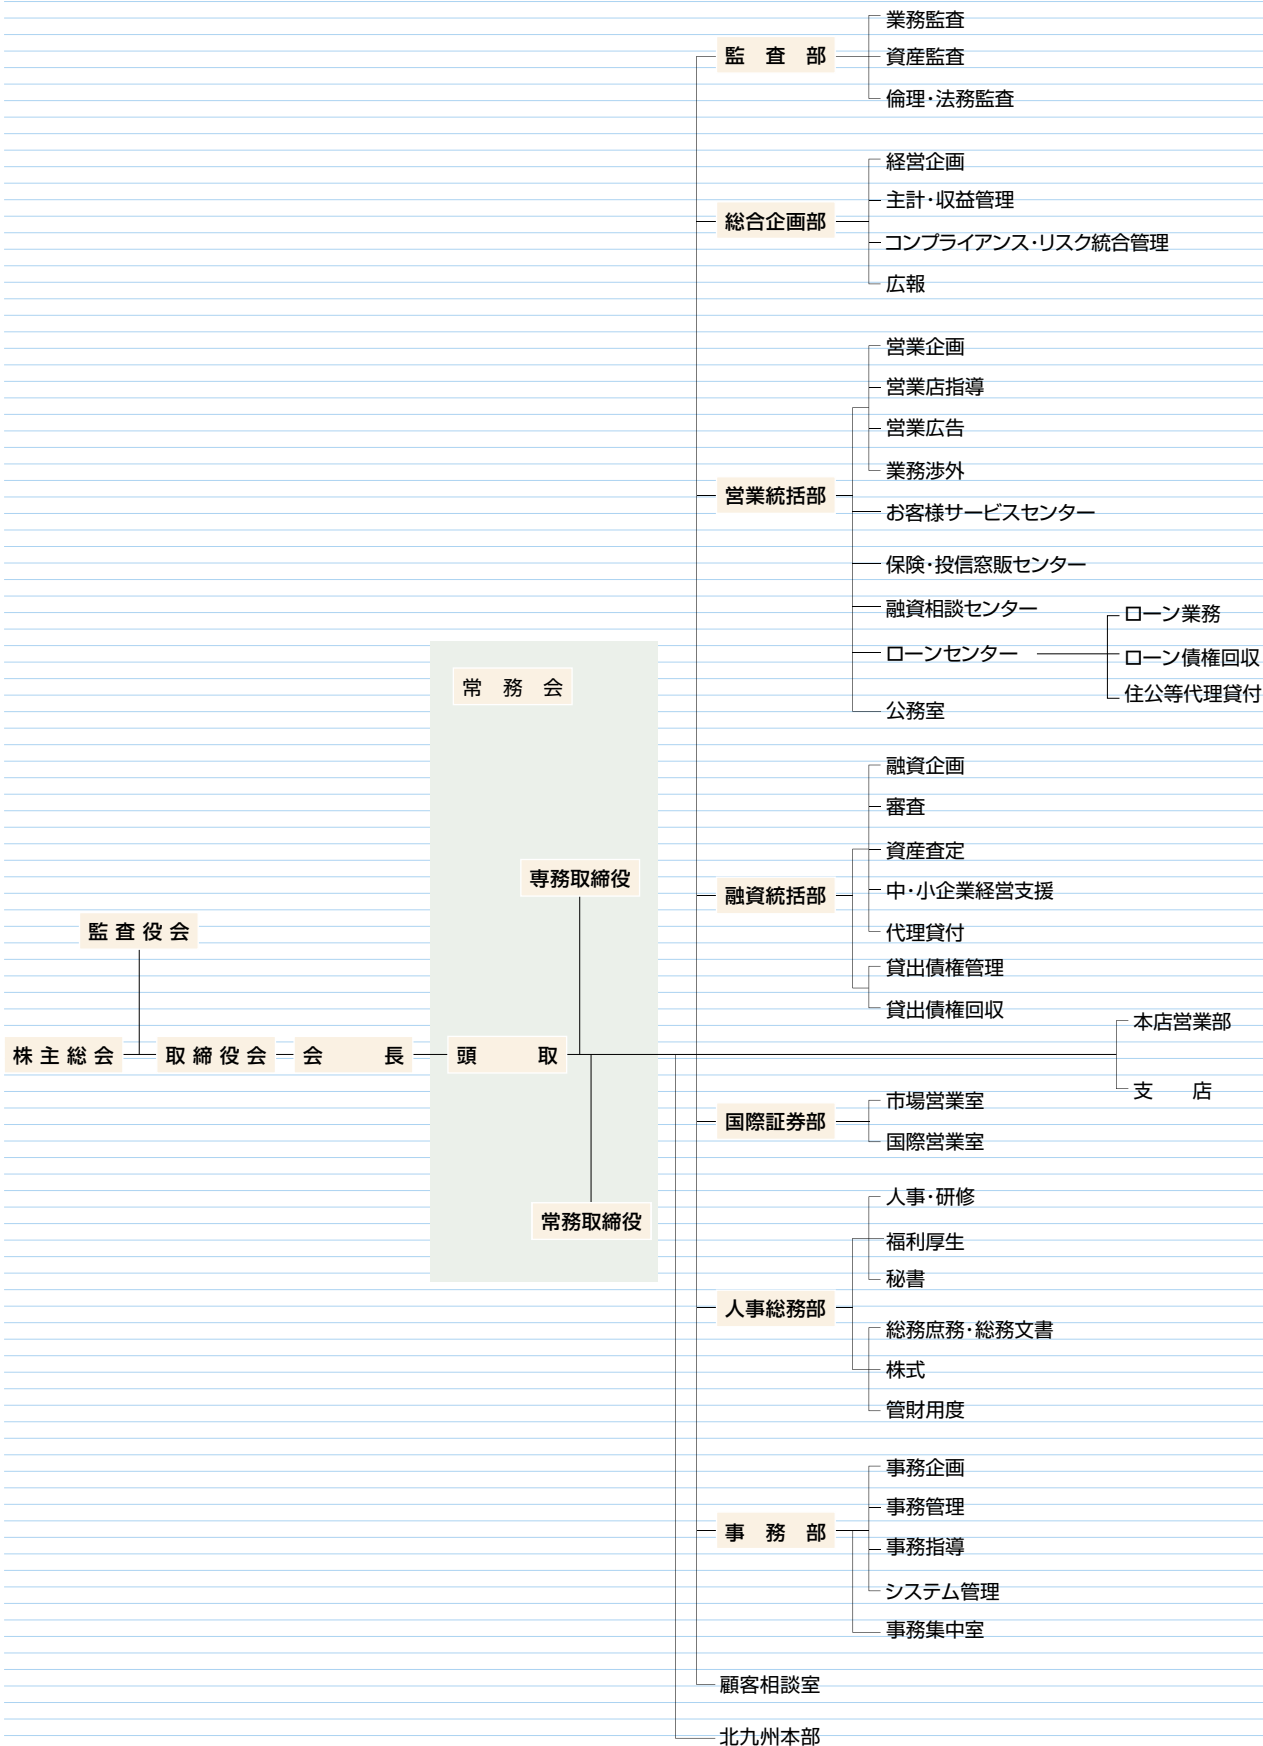 監査役会
株主総会
取締役会
会長
常務会
専務取締役
頭取
常務取締役
監査部
業務監査
資産監査
倫理・法務監査
総合企画部
経営企画
主計・収益管理
コンプライアンス・リスク統合管理
広報
営業統括部
営業企画
営業店指導
営業広告
業務渉外
お客様サービスセンター
保険・投信窓販センター
融資相談センター
ローンセンター
ローン業務
ローン債権回収
住公等代理貸付
公務室
融資統括部
融資企画
審査
資産査定
中・小企業経営支援
代理貸付
貸出債権管理
貸出債権回収
本店営業部
支店
国際証券部
市場営業室
国際営業室
人事総務部
人事・研修
福利厚生
秘書
総務庶務・総務文書
株式
管財用度
事務部
事務企画
事務管理
事務指導
システム管理
事務集中室
顧客相談室
北九州本部